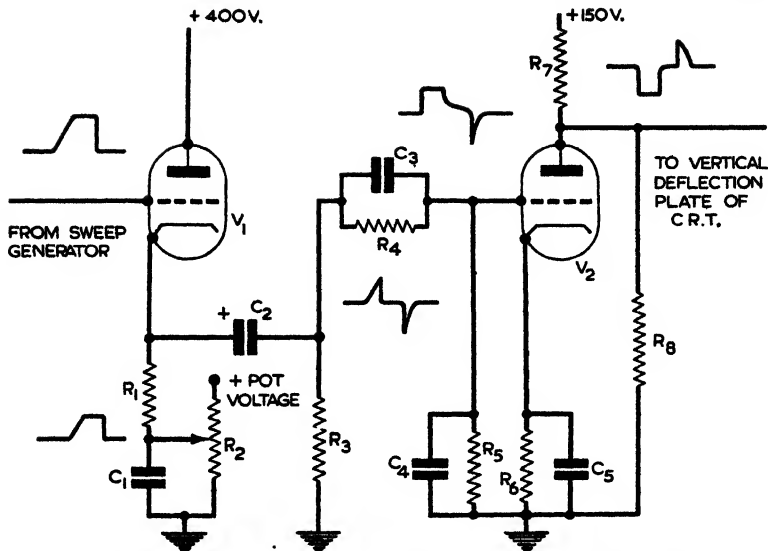 + 400V.
+150V.
R7
C3
R4
V1
FROM SWEEP
GENERATOR
TO VERTICAL
DEFLECTION
PLATE OF
C.R.T.
V2
+
C2
R1
+ POT
VOLTAGE
R2
C1
R3
C4
R5
R6
C5
R8